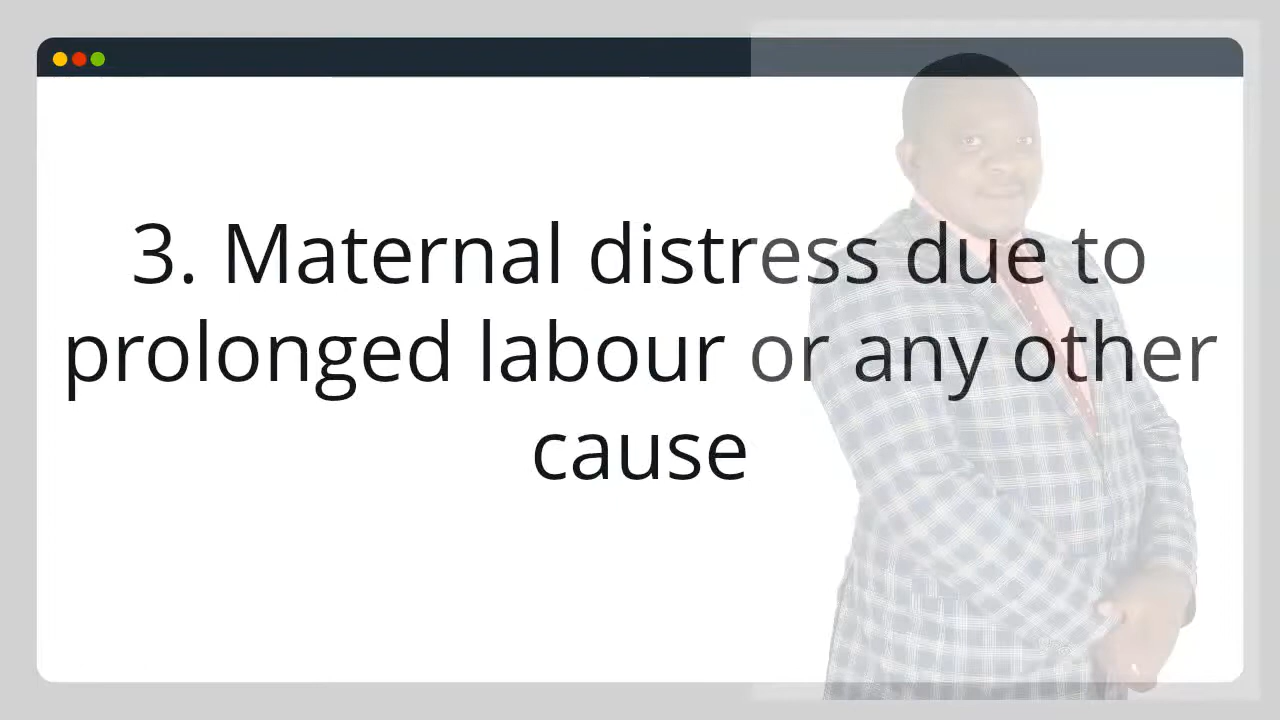 3. Maternal distress due to
prolonged labour or any other
cause